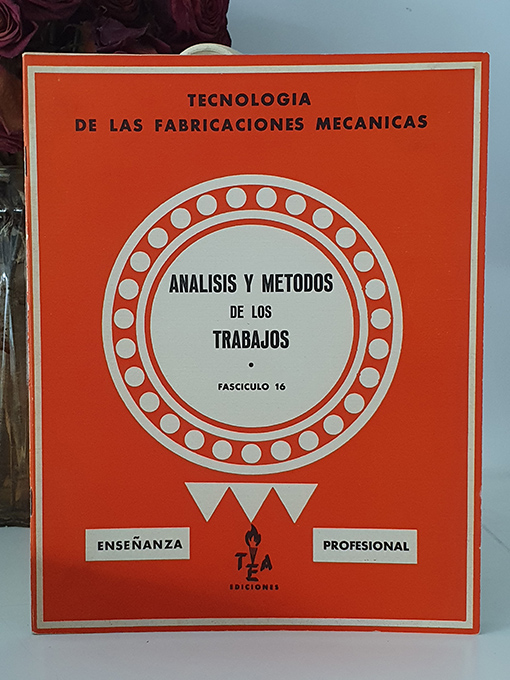 TECNOLOGIA
DE LAS FABRICACIONES MECANICAS
ANALISIS Y METODOS
DE LOS
TRABAJOS
•
FASCICULO 16
ENSEÑANZA
PROFESIONAL
TEA
EDICIONES